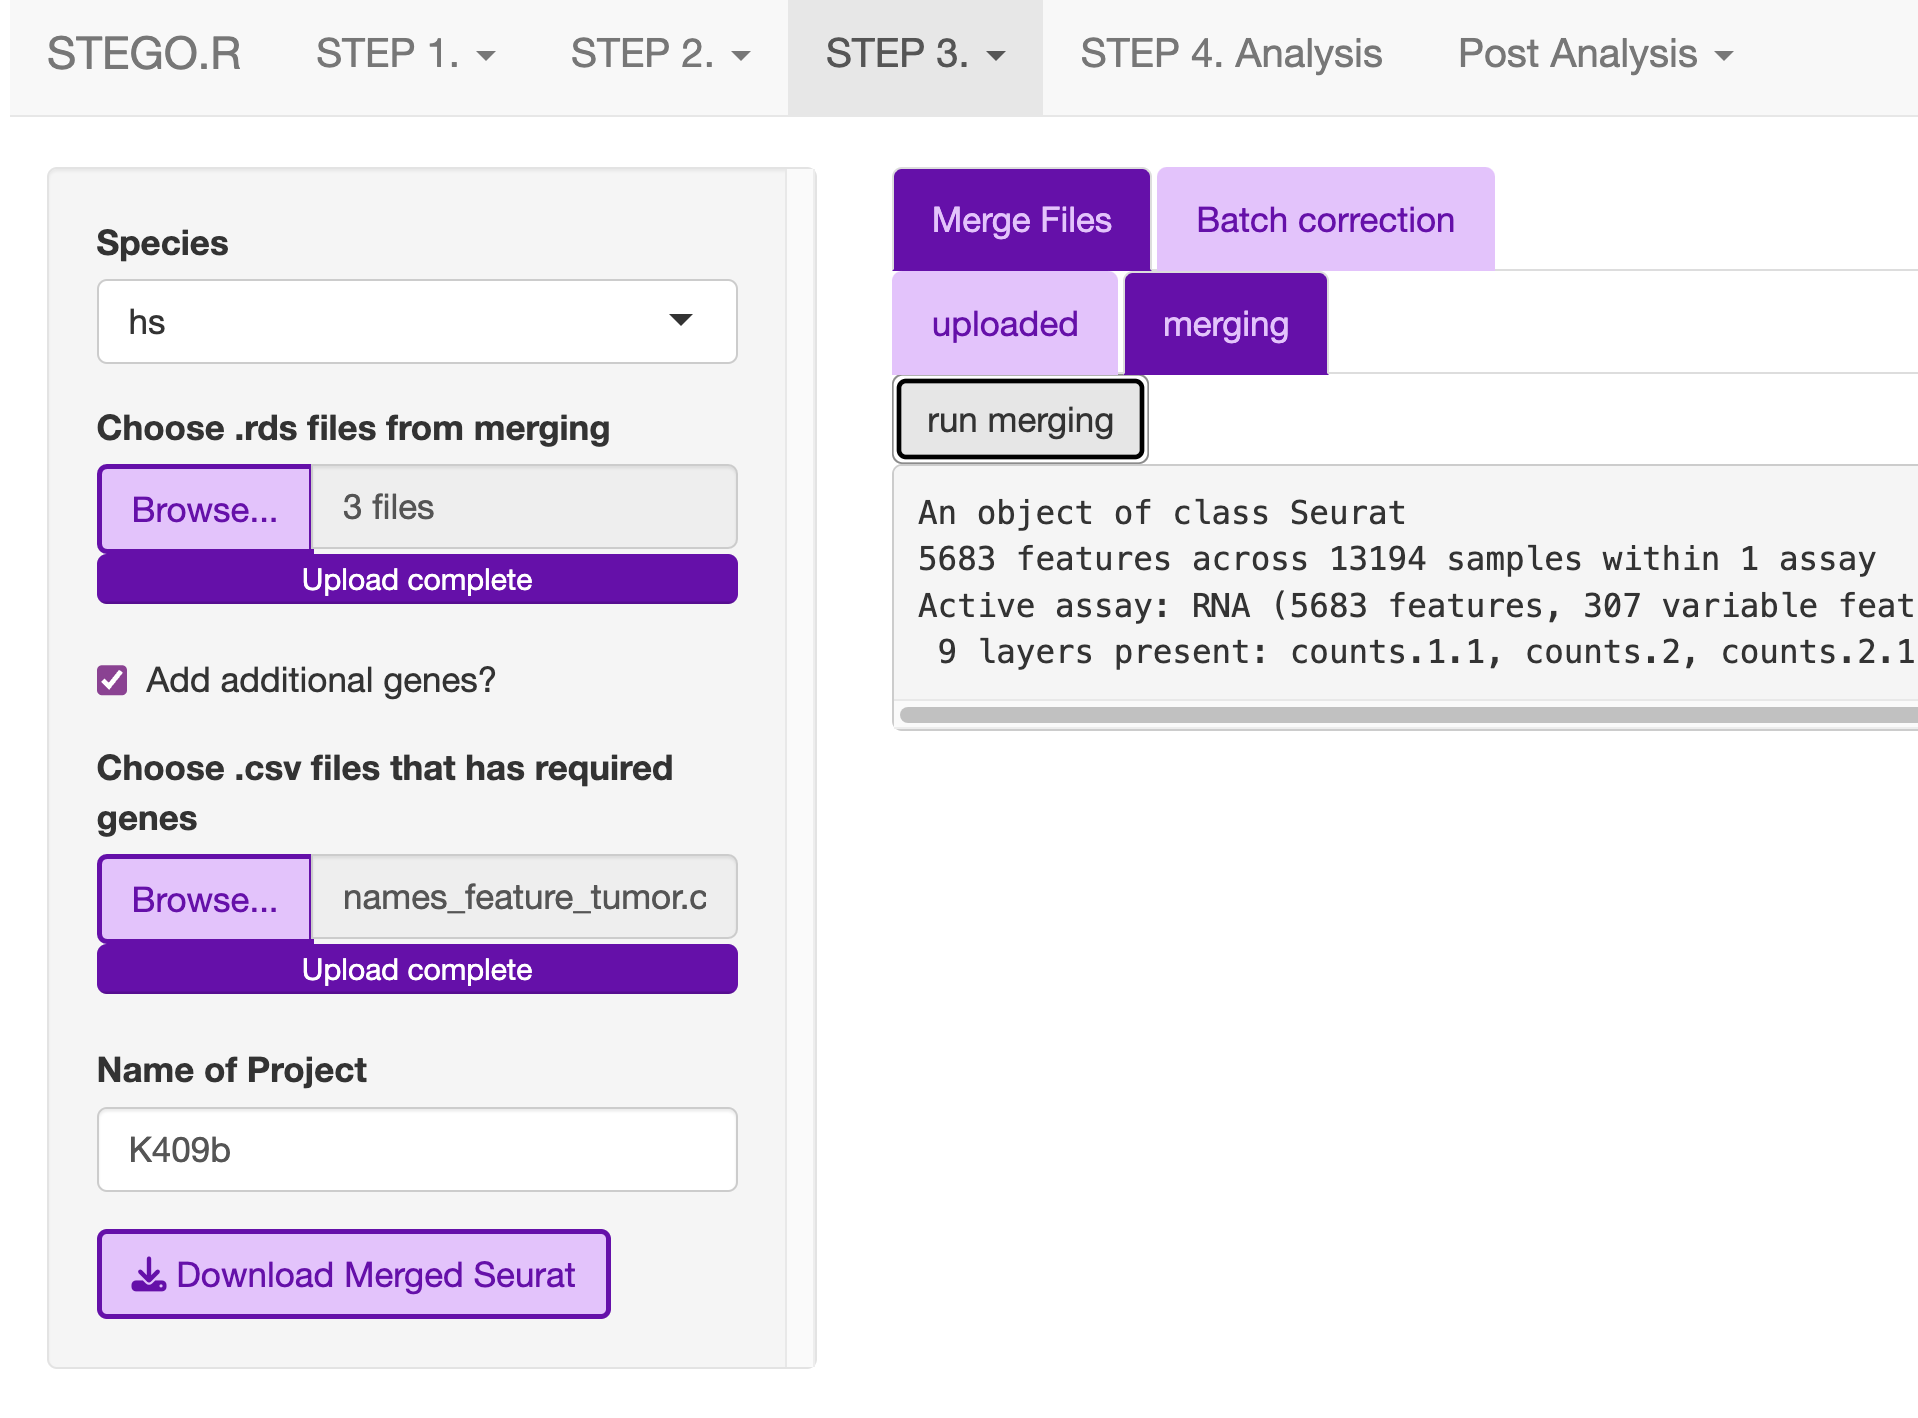 STEGO.R STEP 1. STEP 2. STEP 3. STEP 4. Analysis Post Analysis
Species
hs
Choose .rds files from merging
Browse... 3 files
Upload complete
Add additional genes?
Choose .csv files that has required
genes
Browse... names_feature_tumor.c
Upload complete
Name of Project
K409b
Download Merged Seurat
Merge Files Batch correction
uploaded merging
run merging
An object of class Seurat
5683 features across 13194 samples within 1 assay
Active assay: RNA (5683 features, 307 variable feat
9 layers present: counts.1.1, counts.2, counts.2.1